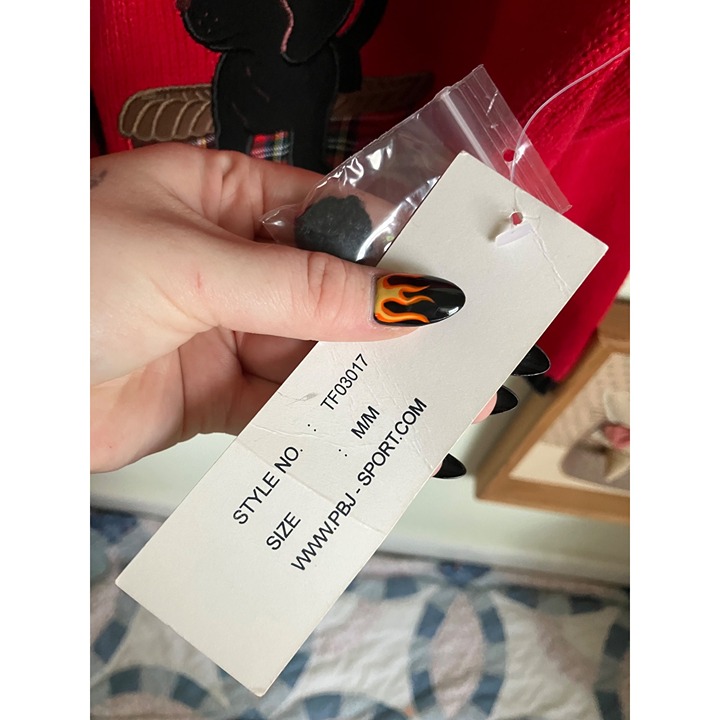 STYLE NO. : TF03017
SIZE : M/M
WWW.PBJ - SPORT.COM